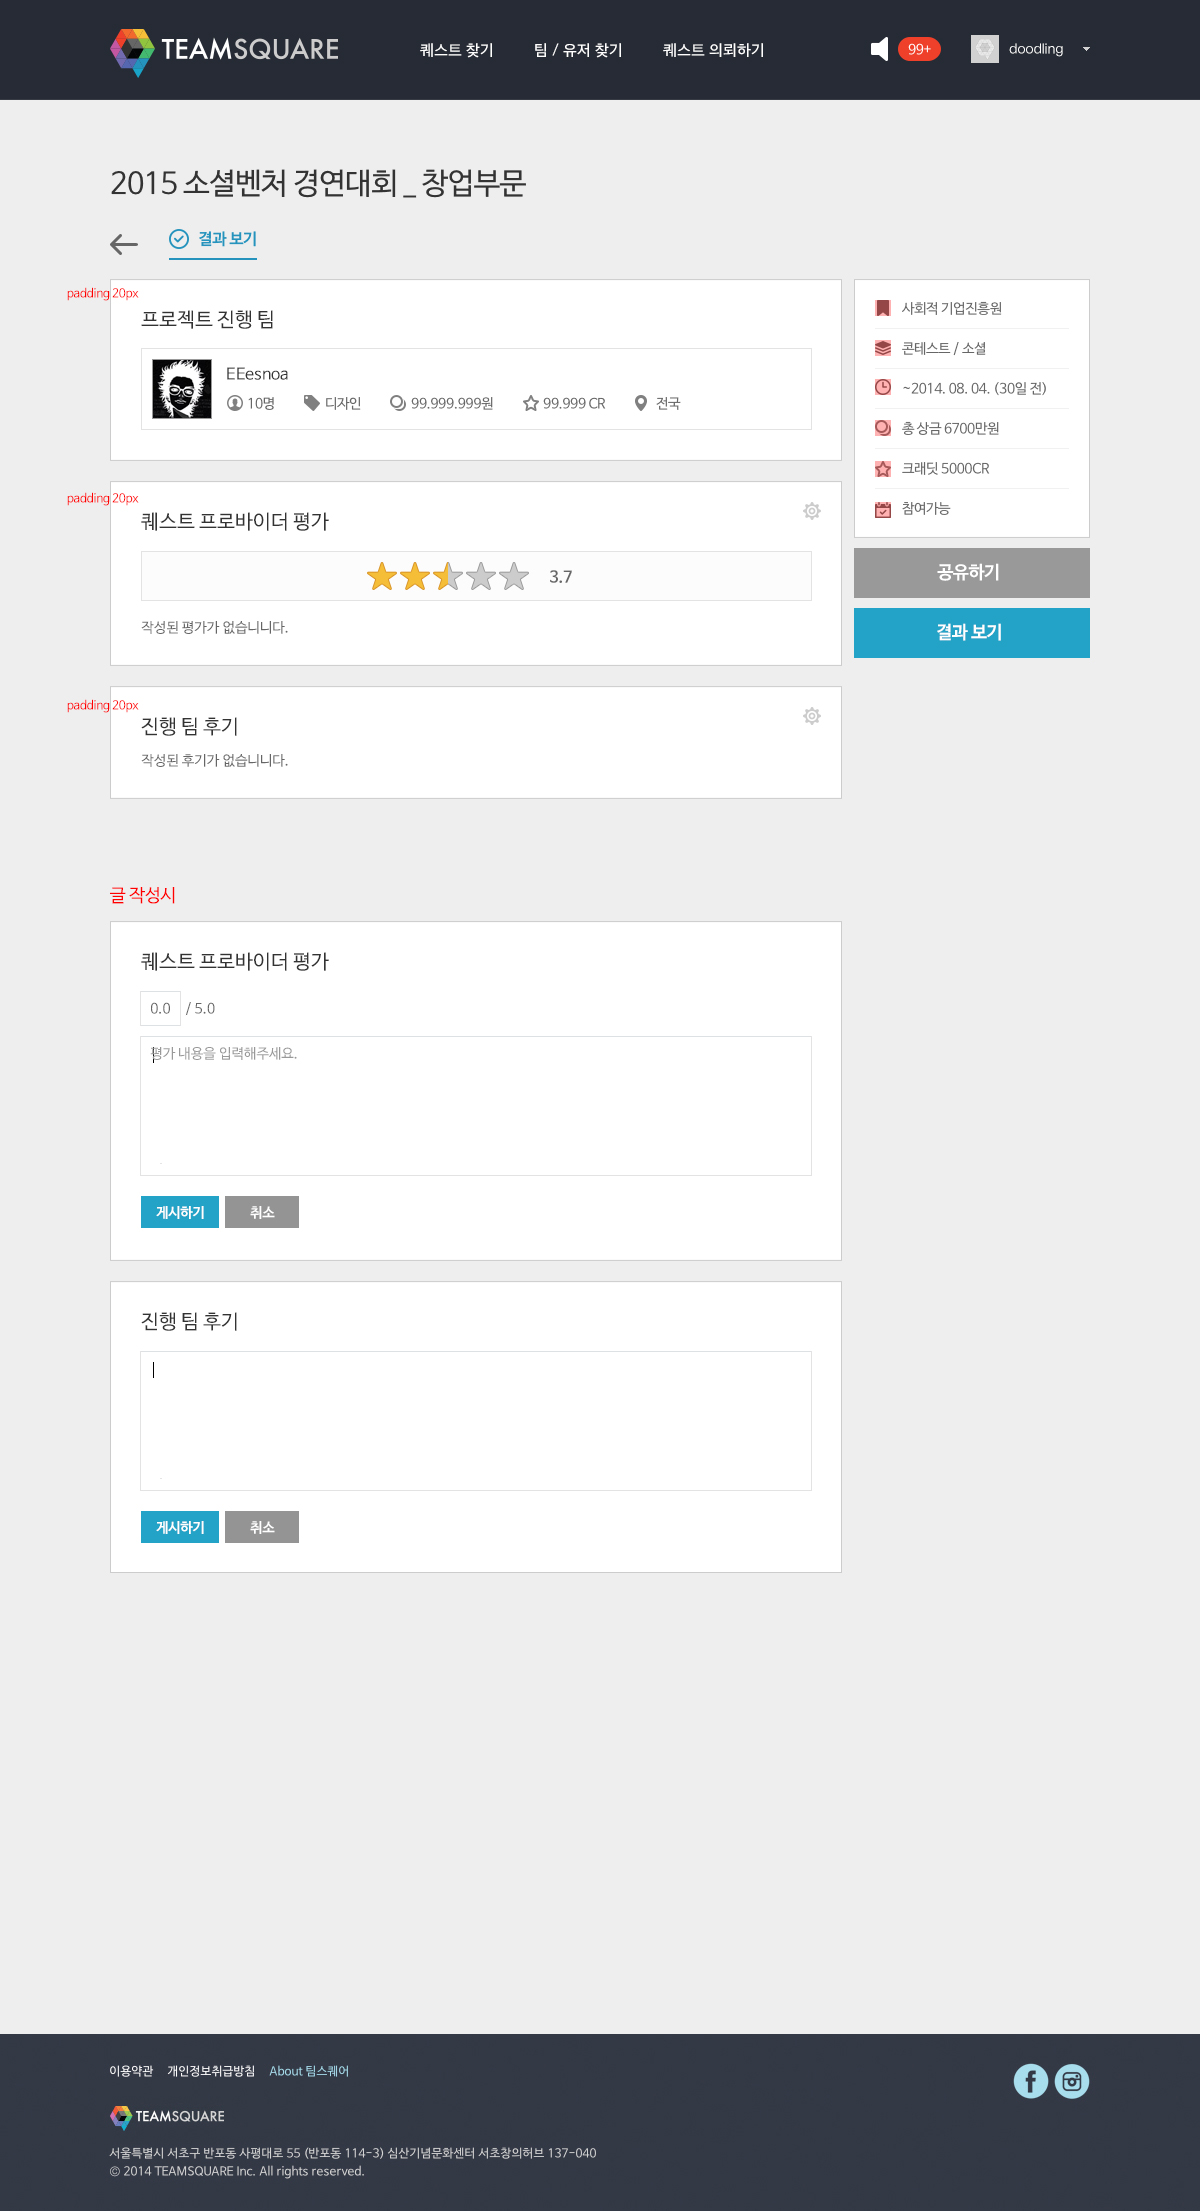 TEAMSQUARE
퀘스트 찾기
팀 / 유저 찾기
퀘스트 의뢰하기
99+
doodling
2015 소셜벤처 경연대회 _ 창업부문
결과 보기
padding 20px
프로젝트 진행 팀
EEesnoa
10명
디자인
99.999.999원
99.999 CR
전국
사회적 기업진흥원
콘테스트 / 소셜
~2014. 08. 04. (30일 전)
총 상금 6700만원
크래딧 5000CR
참여가능
공유하기
결과 보기
padding 20px
퀘스트 프로바이더 평가
3.7
작성된 평가가 없습니니다.
padding 20px
진행 팀 후기
작성된 후기가 없습니니다.
글 작성시
퀘스트 프로바이더 평가
0.0 / 5.0
평가 내용을 입력해주세요.
게시하기
취소
진행 팀 후기
게시하기
취소
이용약관
개인정보취급방침
About 팀스퀘어
TEAMSQUARE
서울특별시 서초구 반포동 사평대로 55 (반포동 114-3) 심산기념문화센터 서초창의허브 137-040
© 2014 TEAMSQUARE Inc. All rights reserved.